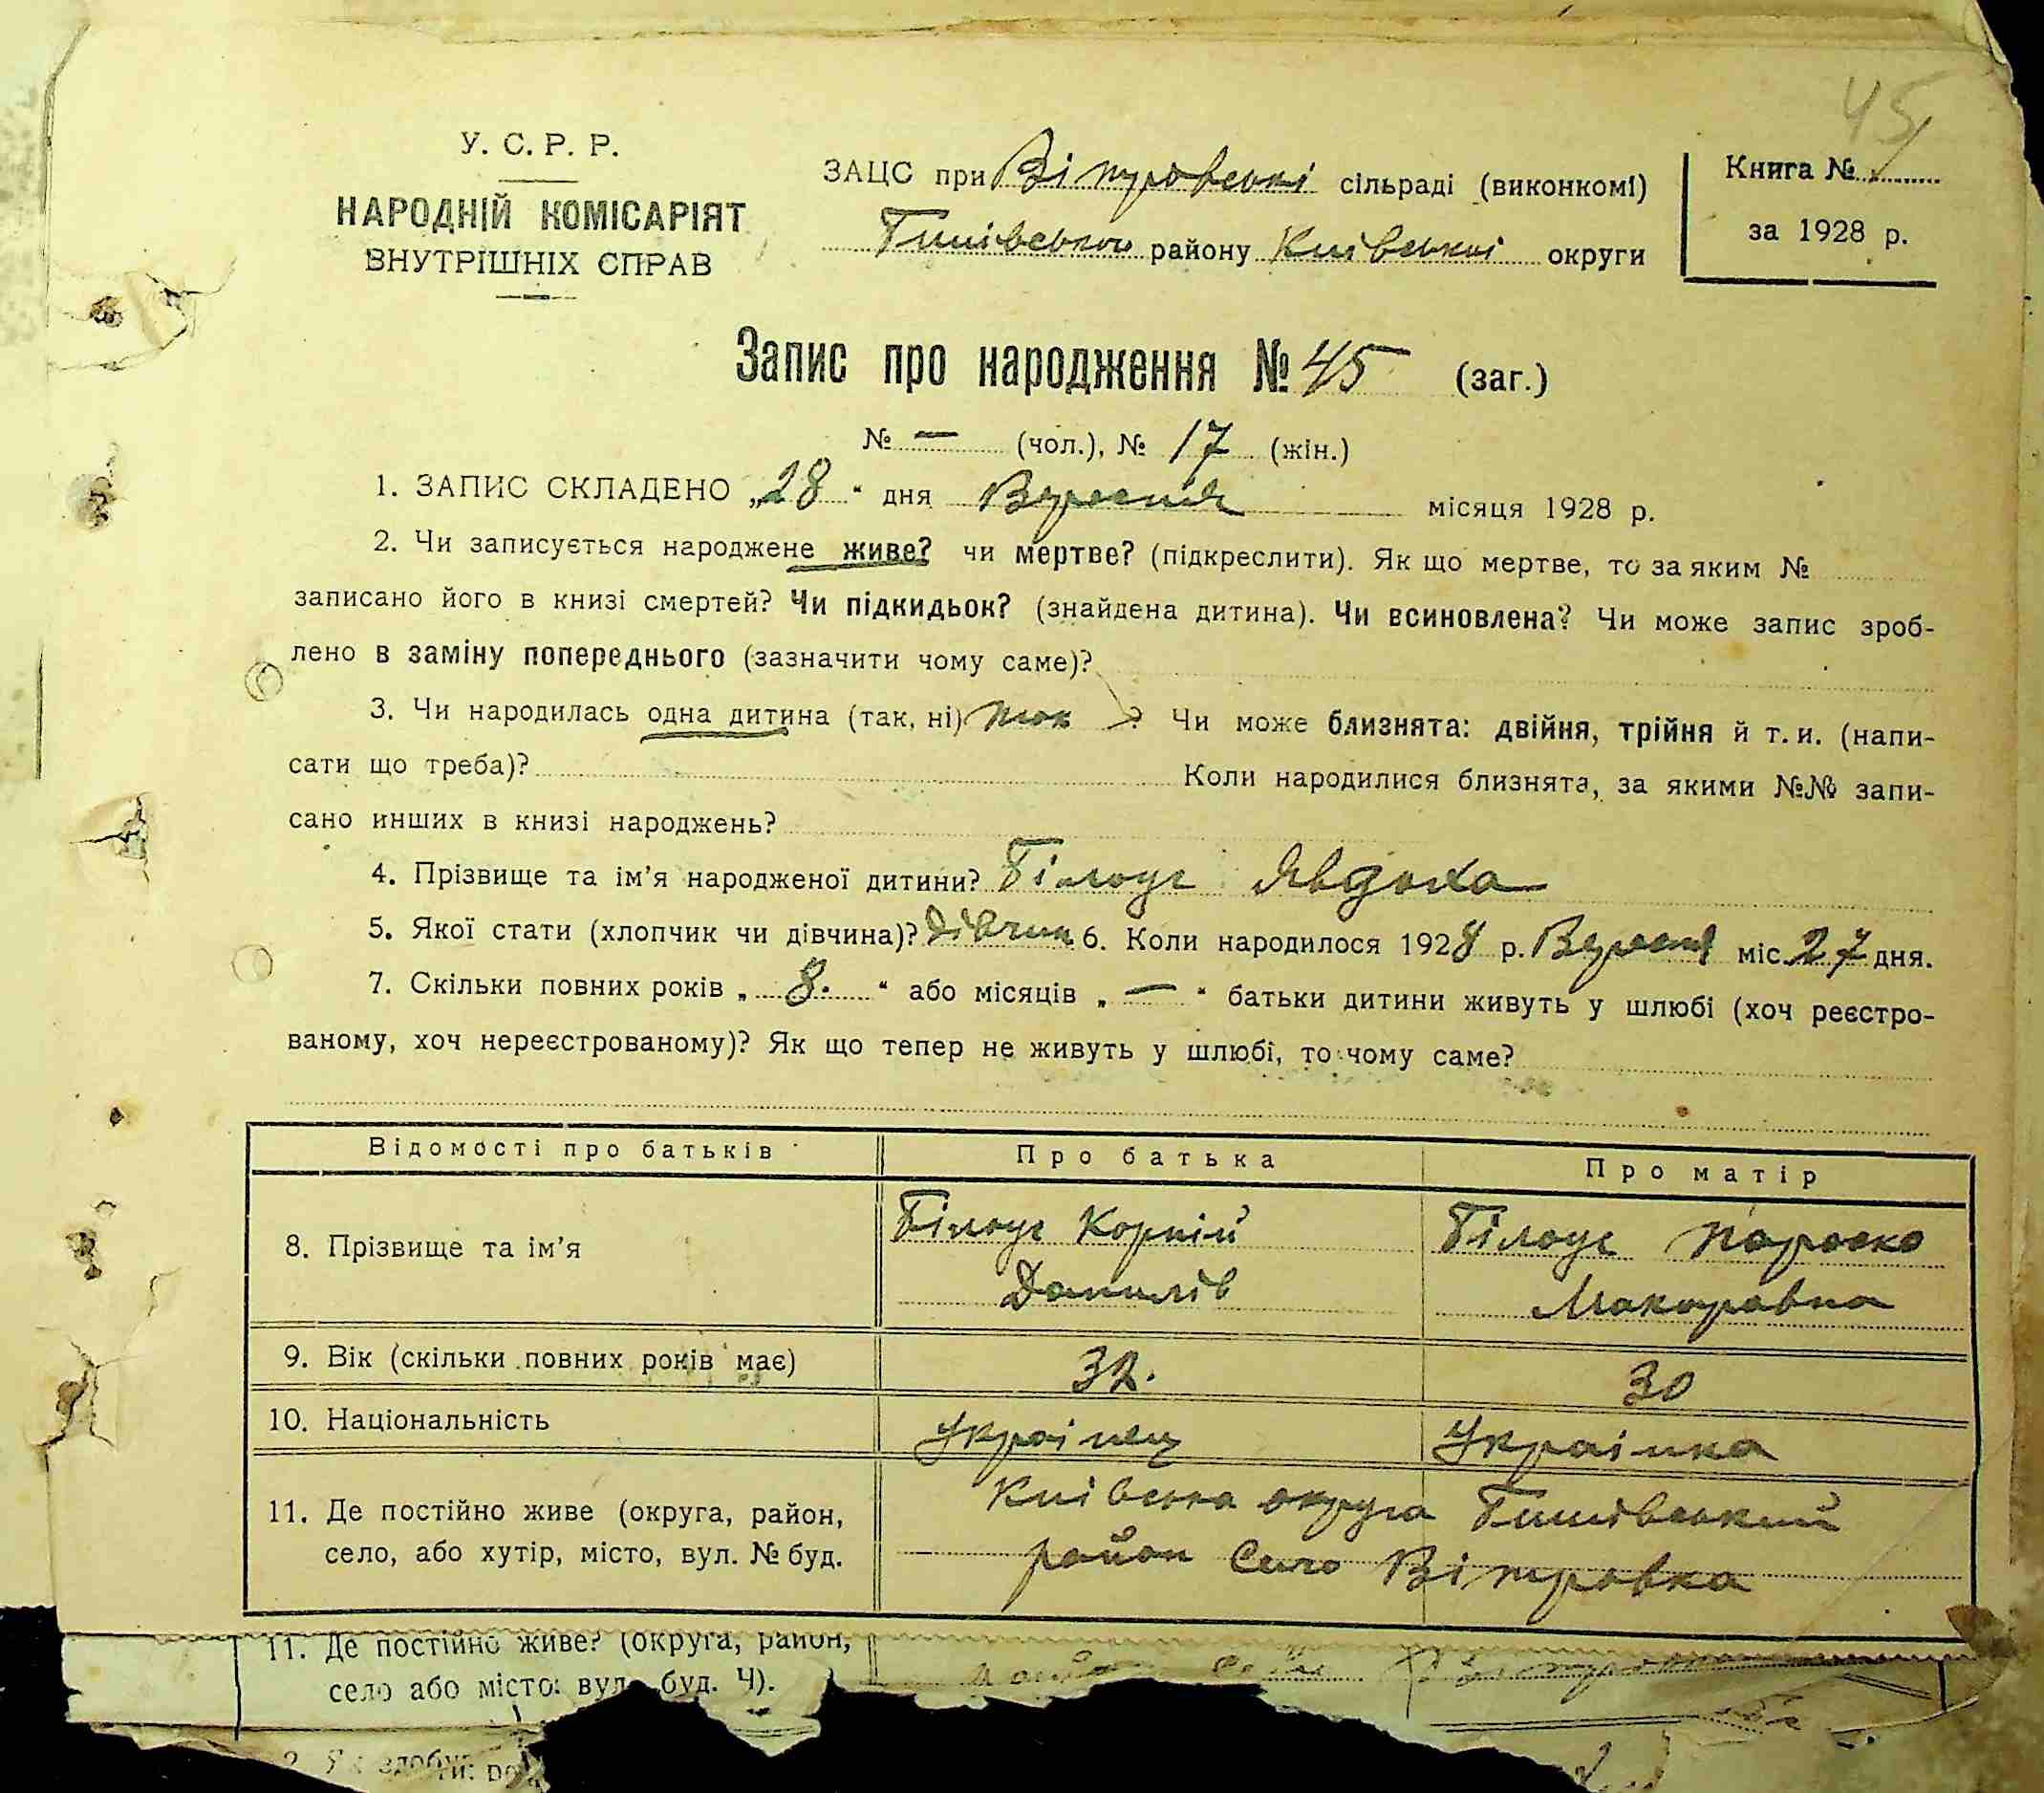 45
У. С. Р. Р.
НАРОДНІЙ КОМІСАРІЯТ
ВНУТРІШНІХ СПРАВ
ЗАЦС при Вітровські сільраді (виконкомі)
району Київські округи
Книга №
за 1928 р.
Запис про народження № 45 (заг.)
№ — (чол.), № 17 (жін.)
1. ЗАПИС СКЛАДЕНО „28“ дня Вересня місяця 1928 р.
2. Чи записується народжене живе? чи мертве? (підкреслити). Як що мертве, то за яким №
записано його в книзі смертей? Чи підкидьок? (знайдена дитина). Чи всиновлена? Чи може запис зроб-
лено в заміну попереднього (зазначити чому саме)?
3. Чи народилась одна дитина (так, ні) так ? Чи може близнята: двійня, трійня й т. и. (напи-
сати що треба)? Коли народилися близнята, за якими №№ запи-
сано инших в книзі народжень?
4. Прізвище та ім’я народженої дитини? Білоус Явдоха
5. Якої стати (хлопчик чи дівчина)? дівчина 6. Коли народилося 1928 р. Вересня міс. 27 дня.
7. Скільки повних років „ 8. “ або місяців „ — “ батьки дитини живуть у шлюбі (хоч реєстро-
ваному, хоч нереєстрованому)? Як що тепер не живуть у шлюбі, то чому саме?
Відомості про батьків Про батька Про матір
8. Прізвище та ім’я Білоус Корній Білоус Параска
Данилів Макаровна
9. Вік (скільки повних років має) 32. 30
10. Національність Українец Українка
11. Де постійно живе (округа, район, Київська округа
село, або хутір, місто, вул. № буд. район Село Вітровка
11. Де постійно живе? (округа, район,
село або місто: вул. буд. Ч).